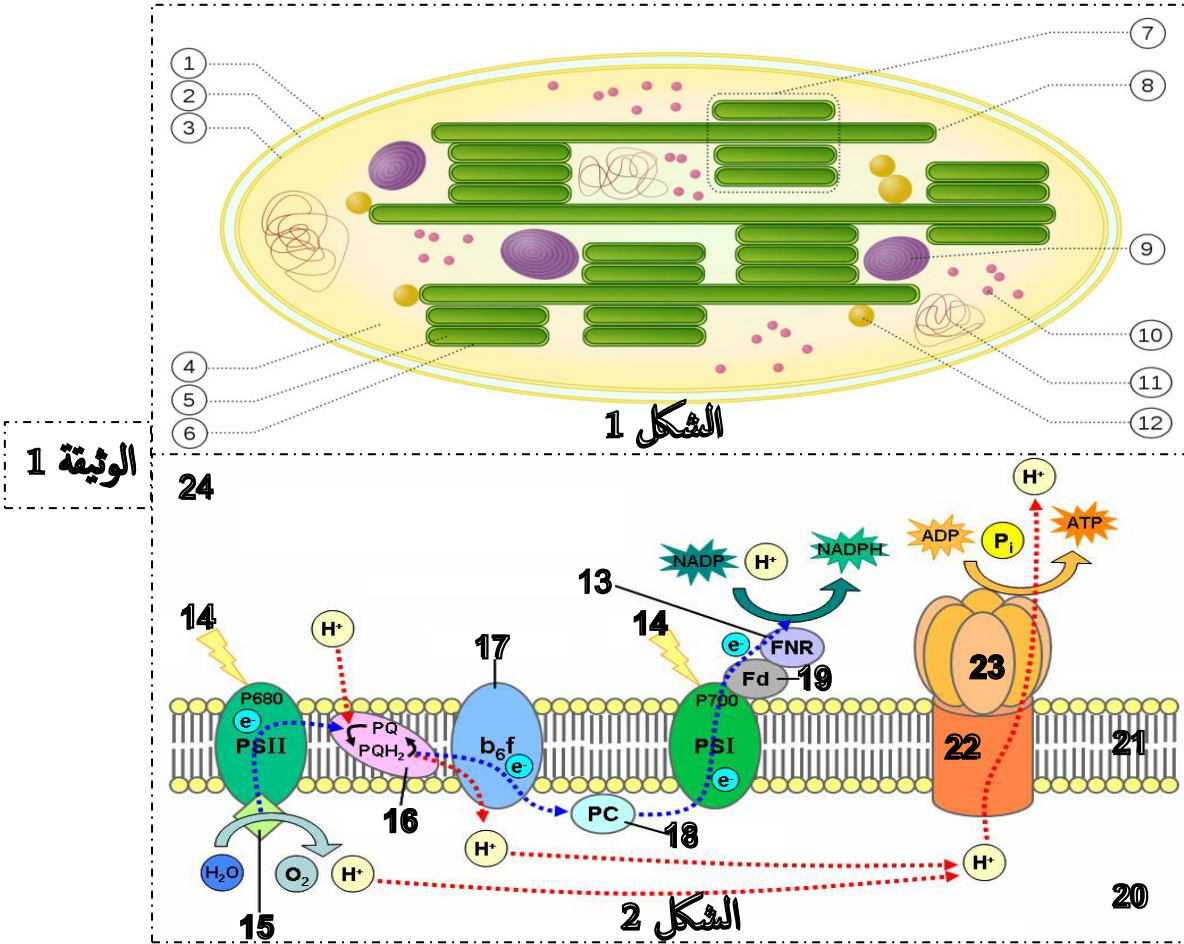 1
2
3
4
5
6
7
8
9
10
11
12
الشكل 1
الوثيقة 1
24
14
H⁺
17
13
14
NADP
H⁺
NADPH
ADP
Pᵢ
ATP
H⁺
e⁻
FNR
Fd
19
23
P680
e⁻
PSII
PQ
PQH₂
b₆f
e⁻
P700
PSI
e⁻
22
21
16
PC
18
H₂O
O₂
H⁺
H⁺
H⁺
15
الشكل 2
20